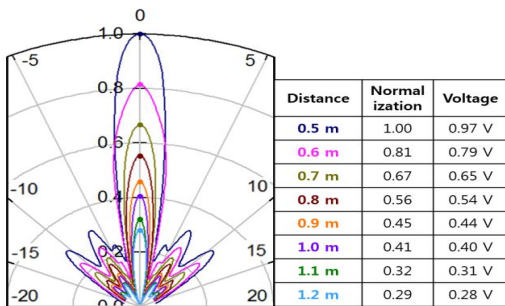 0
1.0
-5
5
0.8
0.6
-10
10
0.4
-15
15
0.2
-20
20
0.0
Distance Normal ization Voltage
0.5 m 1.00 0.97 V
0.6 m 0.81 0.79 V
0.7 m 0.67 0.65 V
0.8 m 0.56 0.54 V
0.9 m 0.45 0.44 V
1.0 m 0.41 0.40 V
1.1 m 0.32 0.31 V
1.2 m 0.29 0.28 V